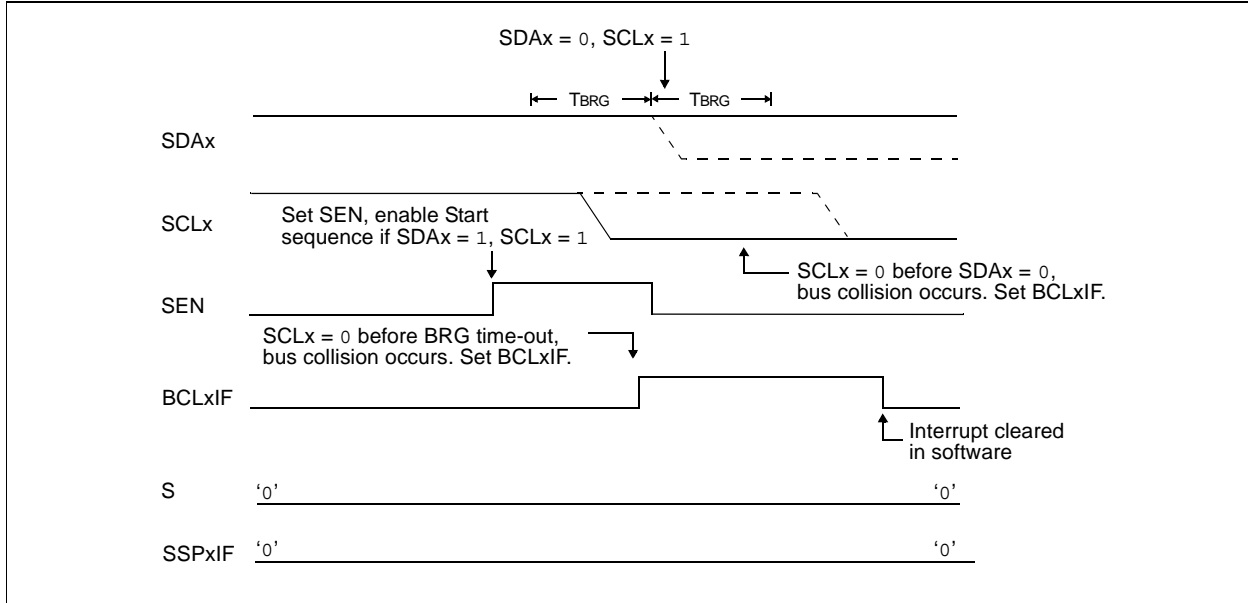 SDAx = 0, SCLx = 1
TBRG TBRG
SDAx
SCLx
Set SEN, enable Start
sequence if SDAx = 1, SCLx = 1
SCLx = 0 before SDAx = 0,
bus collision occurs. Set BCLxIF.
SEN
SCLx = 0 before BRG time-out,
bus collision occurs. Set BCLxIF.
BCLxIF
Interrupt cleared
in software
S
‘0’ ‘0’
SSPxIF
‘0’ ‘0’